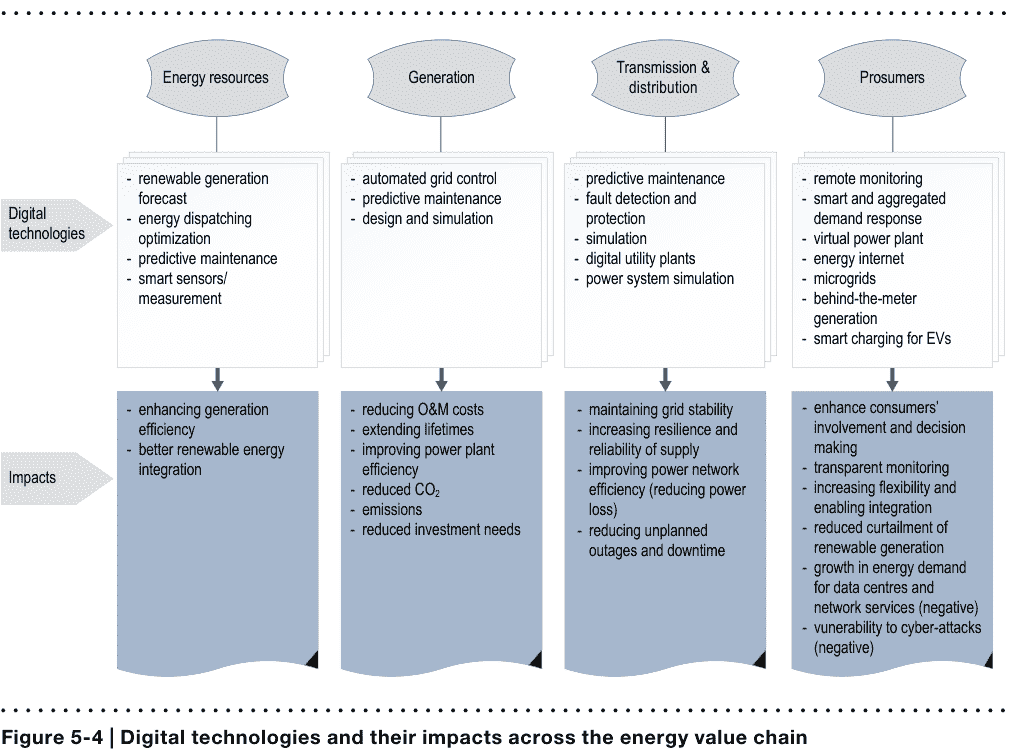 Energy resources
Generation
Transmission &
distribution
Prosumers
Digital
technologies
- renewable generation
forecast
- energy dispatching
optimization
- predictive maintenance
- smart sensors/
measurement
- automated grid control
- predictive maintenance
- design and simulation
- predictive maintenance
- fault detection and
protection
- simulation
- digital utility plants
- power system simulation
- remote monitoring
- smart and aggregated
demand response
- virtual power plant
- energy internet
- microgrids
- behind-the-meter
generation
- smart charging for EVs
Impacts
- enhancing generation
efficiency
- better renewable energy
integration
- reducing O&M costs
- extending lifetimes
- improving power plant
efficiency
- reduced CO₂
- emissions
- reduced investment needs
- maintaining grid stability
- increasing resilience and
reliability of supply
- improving power network
efficiency (reducing power
loss)
- reducing unplanned
outages and downtime
- enhance consumers'
involvement and decision
making
- transparent monitoring
- increasing flexibility and
enabling integration
- reduced curtailment of
renewable generation
- growth in energy demand
for data centres and
network services (negative)
- vunerability to cyber-attacks
(negative)
Figure 5-4 | Digital technologies and their impacts across the energy value chain